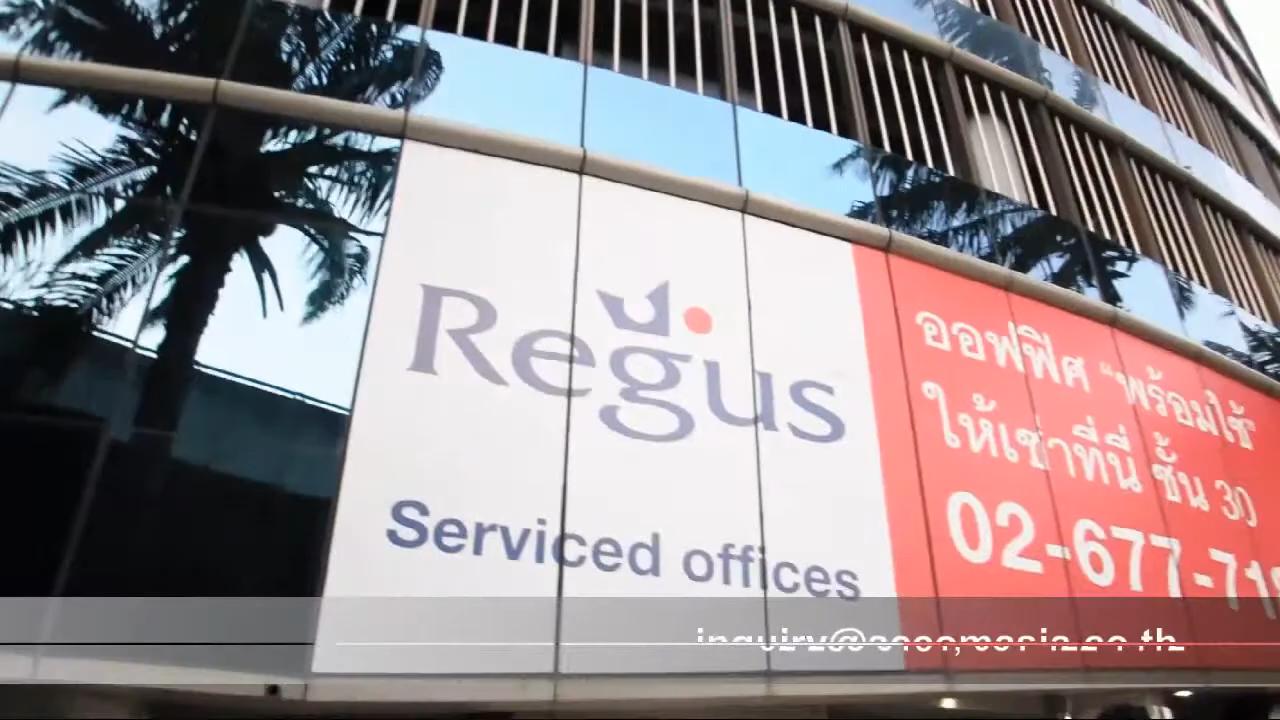 Regus
Serviced offices
ออฟฟิศ “พร้อมใช้”
ให้เช่าที่นี่ ชั้น 30
02-677-71